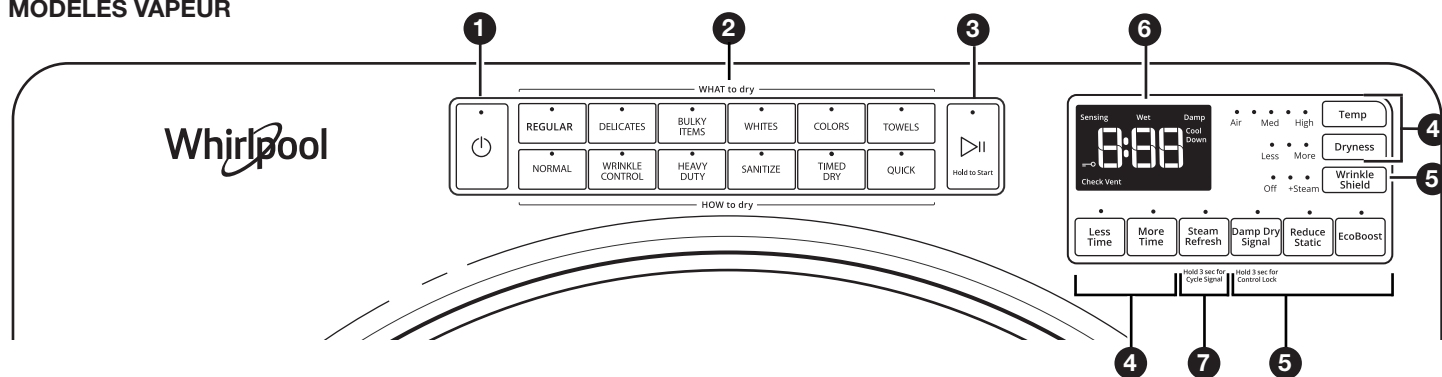 MODÈLES VAPEUR
1
2
3
6
WHAT to dry
Whirlpool
REGULAR
DELICATES
BULKY
ITEMS
WHITES
COLORS
TOWELS
NORMAL
WRINKLE
CONTROL
HEAVY
DUTY
SANITIZE
TIMED
DRY
QUICK
Hold to Start
HOW to dry
Sensing Wet Damp
Cool
Down
8:88
Check Vent
Air Med High
Temp
4
Less More
Dryness
Off +Steam
Wrinkle
Shield
5
Less
Time
More
Time
Steam
Refresh
Damp Dry
Signal
Reduce
Static
EcoBoost
Hold 3 sec for
Cycle Signal
Hold 3 sec for
Control Lock
4
7
5